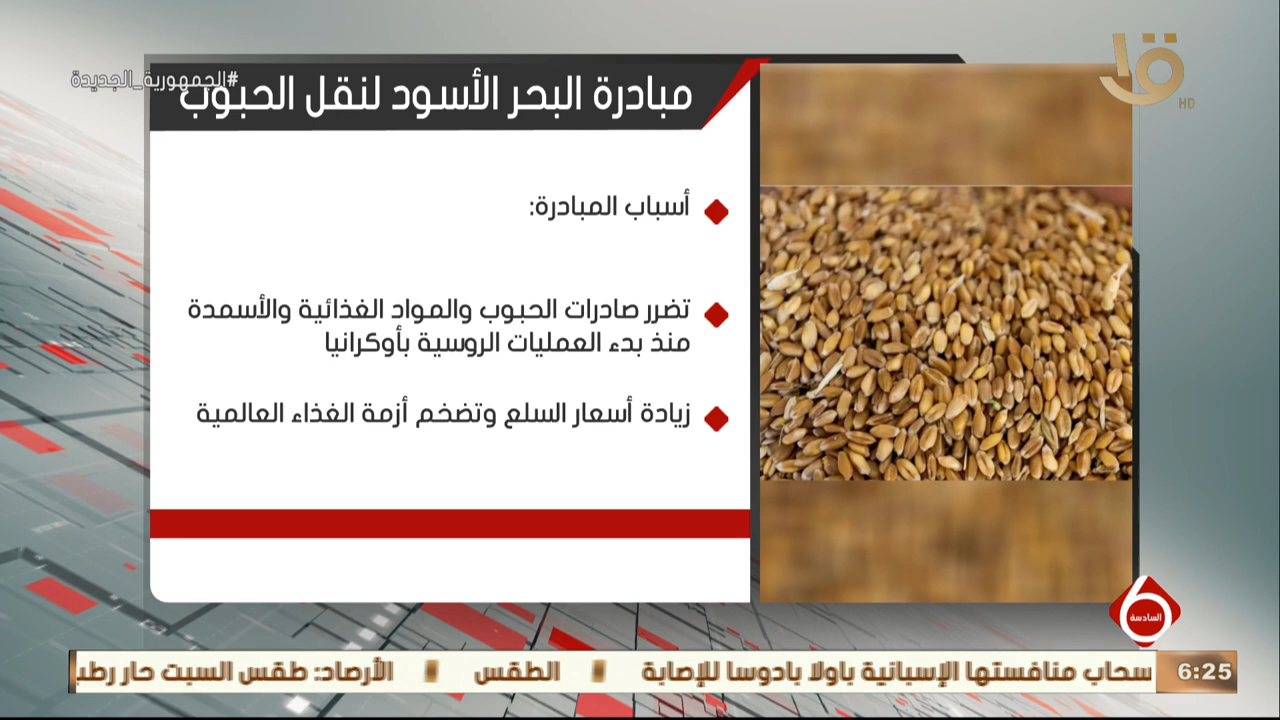 #الجمهورية_الجديدة
مبادرة البحر الأسود لنقل الحبوب
HD
أسباب المبادرة:
تضرر صادرات الحبوب والمواد الغذائية والأسمدة
منذ بدء العمليات الروسية بأوكرانيا
زيادة أسعار السلع وتضخم أزمة الغذاء العالمية
6
السادسة
6:25
سحاب منافستها الإسبانية باولا بادوسا للإصابة
الطقس
الأرصاد: طقس السبت حار رطب